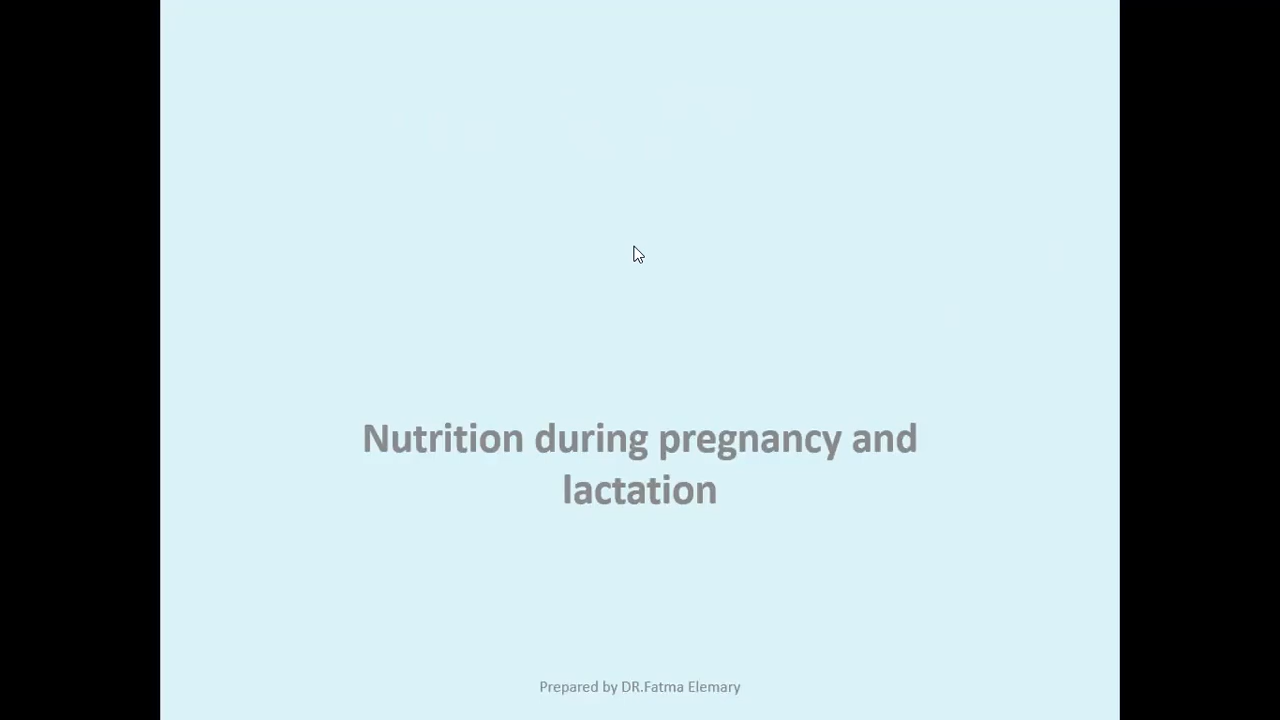 Nutrition during pregnancy and
lactation
Prepared by DR.Fatma Elemary